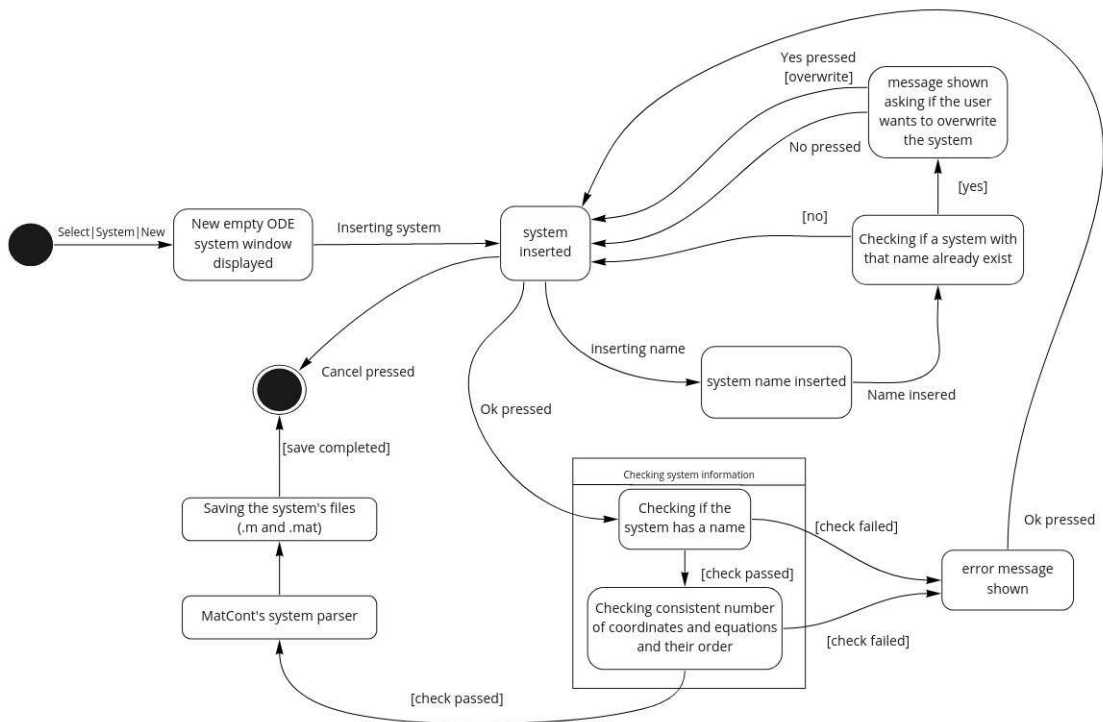 Yes pressed
[overwrite]
message shown
asking if the user
wants to overwrite
the system
No pressed
[yes]
[no]
Select|System|New
New empty ODE
system window
displayed
Inserting system
system
inserted
Checking if a system with
that name already exist
Cancel pressed
inserting name
system name inserted
Name insered
Ok pressed
[save completed]
Checking system information
Saving the system's files
(.m and .mat)
Checking if the
system has a name
[check failed]
Ok pressed
[check passed]
error message
shown
MatCont's system parser
Checking consistent number
of coordinates and equations
and their order
[check failed]
[check passed]